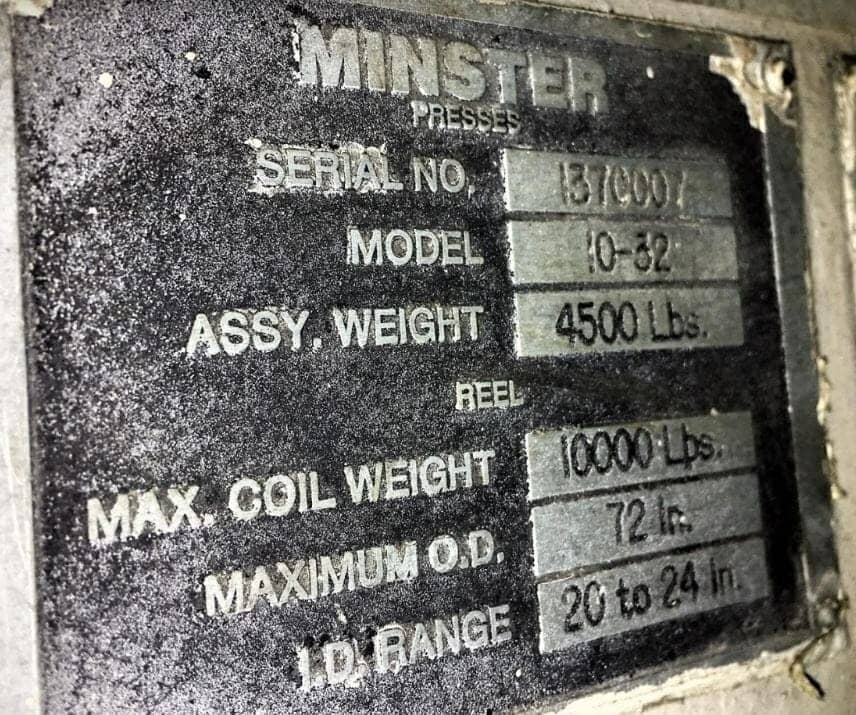 MINSTER
PRESSES
SERIAL NO. 1370007
MODEL 10-32
ASSY. WEIGHT 4500 Lbs.
REEL
MAX. COIL WEIGHT 10000 Lbs.
MAXIMUM O.D. 72 In.
I.D. RANGE 20 to 24 In.